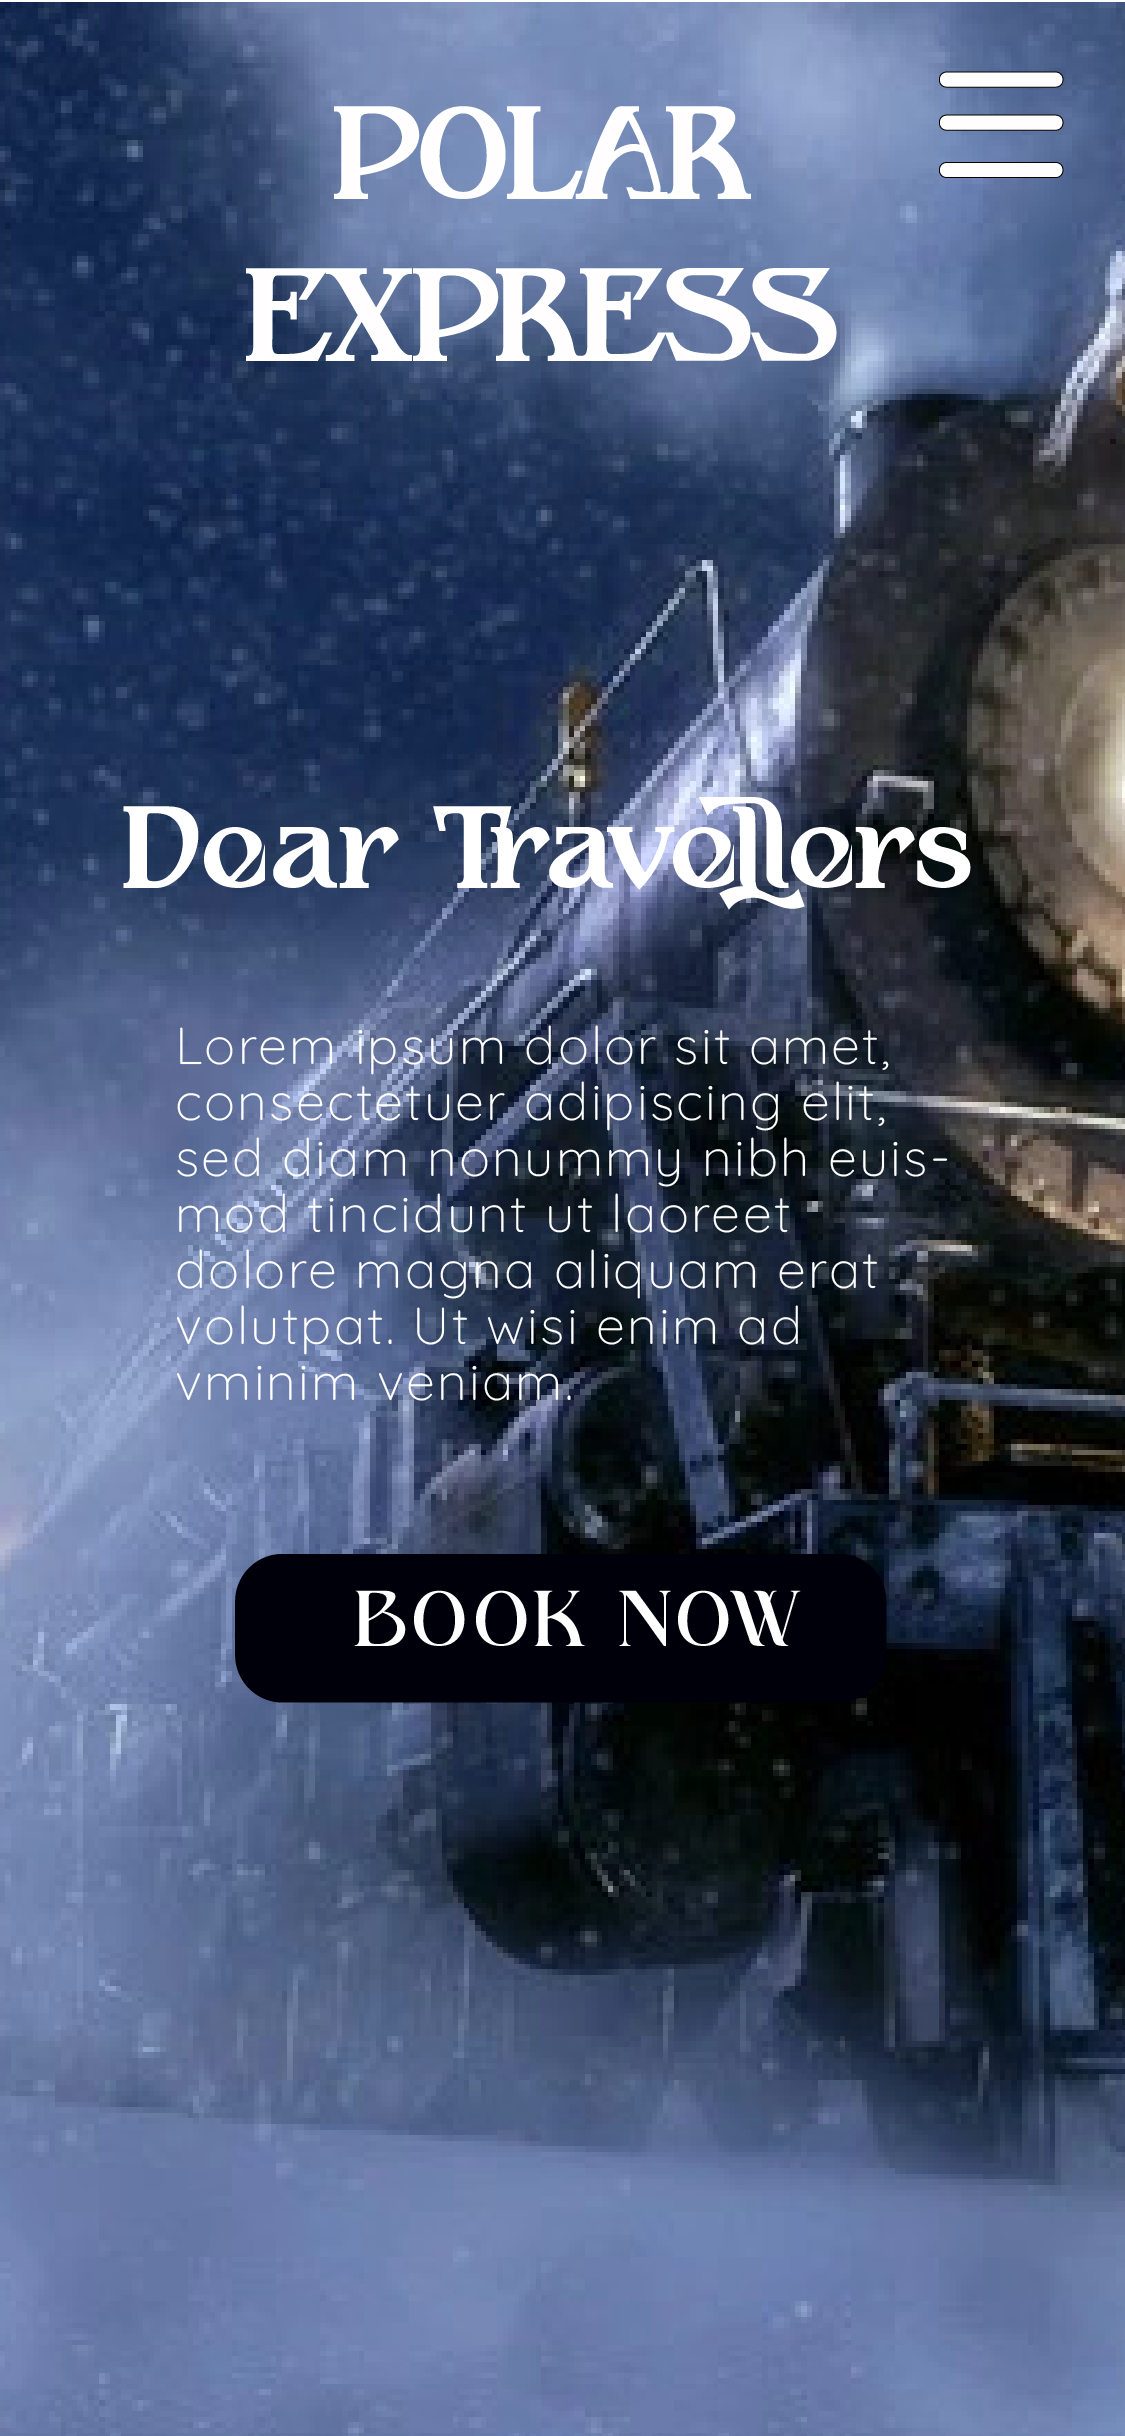 POLAR
EXPRESS
Dear Travellers
Lorem ipsum dolor sit amet,
consectetuer adipiscing elit,
sed diam nonummy nibh euis-
mod tincidunt ut laoreet
dolore magna aliquam erat
volutpat. Ut wisi enim ad
vminim veniam.
BOOK NOW